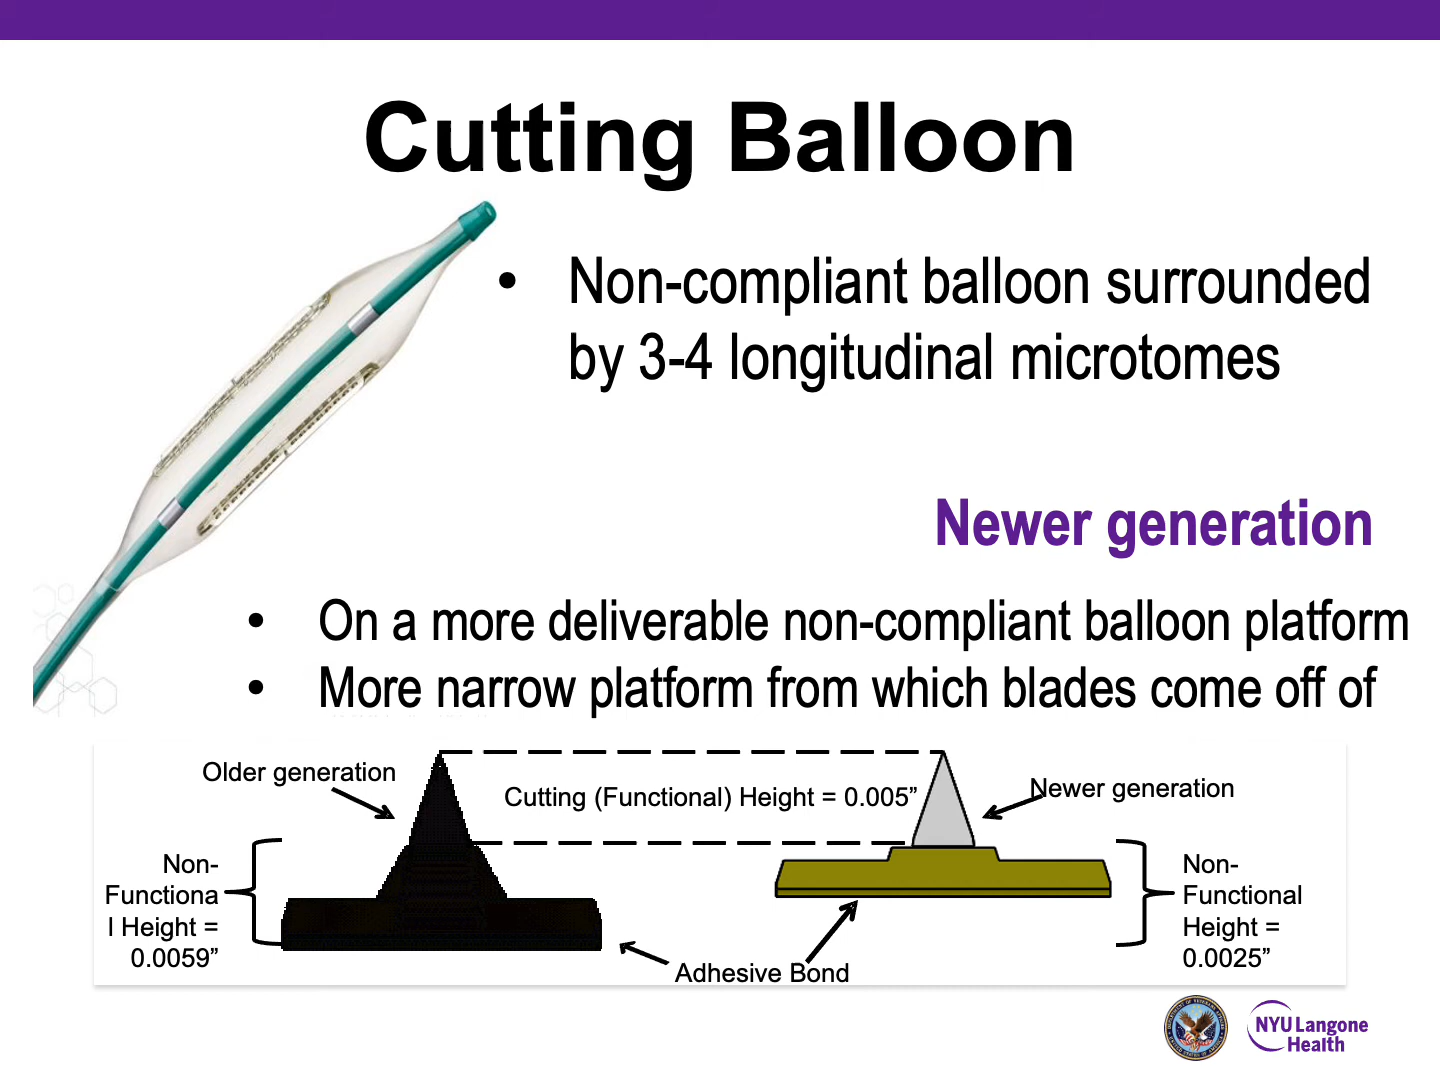 Cutting Balloon
• Non-compliant balloon surrounded
by 3-4 longitudinal microtomes
Newer generation
• On a more deliverable non-compliant balloon platform
• More narrow platform from which blades come off of
Older generation
Cutting (Functional) Height = 0.005”
Newer generation
Non-
Functiona
l Height =
0.0059”
Non-
Functional
Height =
0.0025”
Adhesive Bond
NYU Langone
Health